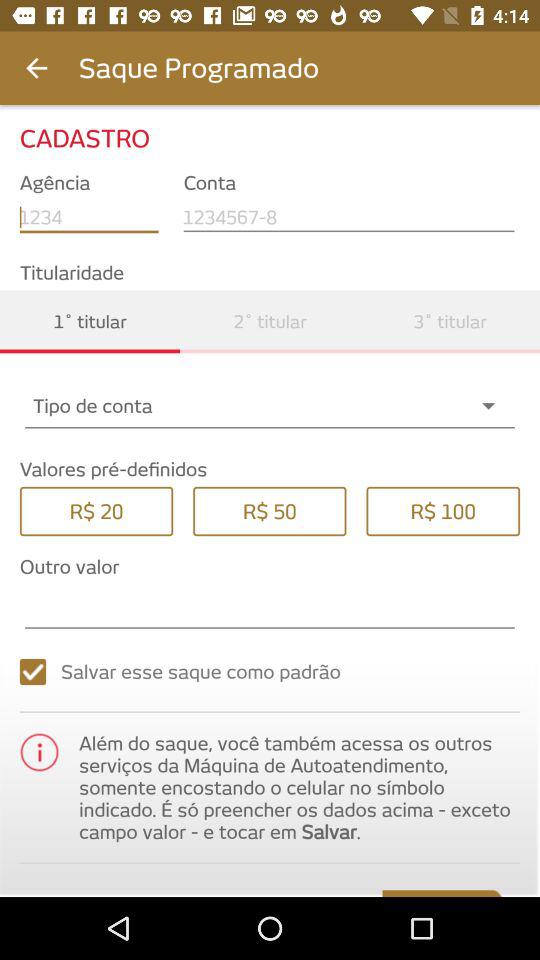 4:14
Saque Programado
CADASTRO
Agência Conta
1234 1234567-8
Titularidade
1° titular 2° titular 3° titular
Tipo de conta
Valores pré-definidos
R$ 20 R$ 50 R$ 100
Outro valor
Salvar esse saque como padrão
Além do saque, você também acessa os outros
serviços da Máquina de Autoatendimento,
somente encostando o celular no símbolo
indicado. É só preencher os dados acima - exceto
campo valor - e tocar em Salvar.